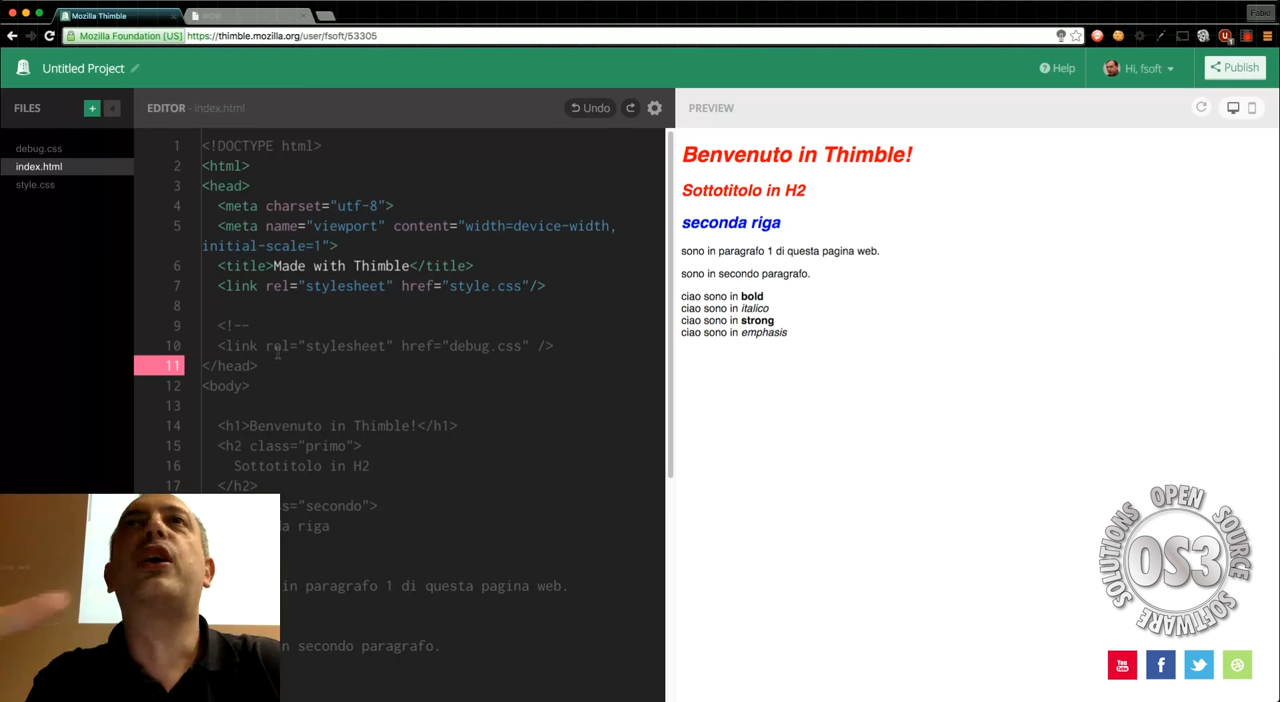 Mozilla Thimble
Fabio
Mozilla Foundation [US] https://thimble.mozilla.org/user/fsoft/53305
Untitled Project
Help
Hi, fsoft
Publish
FILES
EDITOR - index.html
Undo
PREVIEW
debug.css
index.html
style.css
1 <!DOCTYPE html>
2 <html>
3 <head>
4 <meta charset="utf-8">
5 <meta name="viewport" content="width=device-width,
initial-scale=1">
6 <title>Made with Thimble</title>
7 <link rel="stylesheet" href="style.css"/>
8
9 <!--
10 <link rel="stylesheet" href="debug.css" />
11 </head>
12 <body>
13
14 <h1>Benvenuto in Thimble!</h1>
15 <h2 class="primo">
16 Sottotitolo in H2
17 </h2>
ss="secondo">
da riga
in paragrafo 1 di questa pagina web.
n secondo paragrafo.
Benvenuto in Thimble!
Sottotitolo in H2
seconda riga
sono in paragrafo 1 di questa pagina web.
sono in secondo paragrafo.
ciao sono in bold
ciao sono in italico
ciao sono in strong
ciao sono in emphasis
SOLUTIONS OPEN SOURCE SOFTWARE
OS3
You Tube